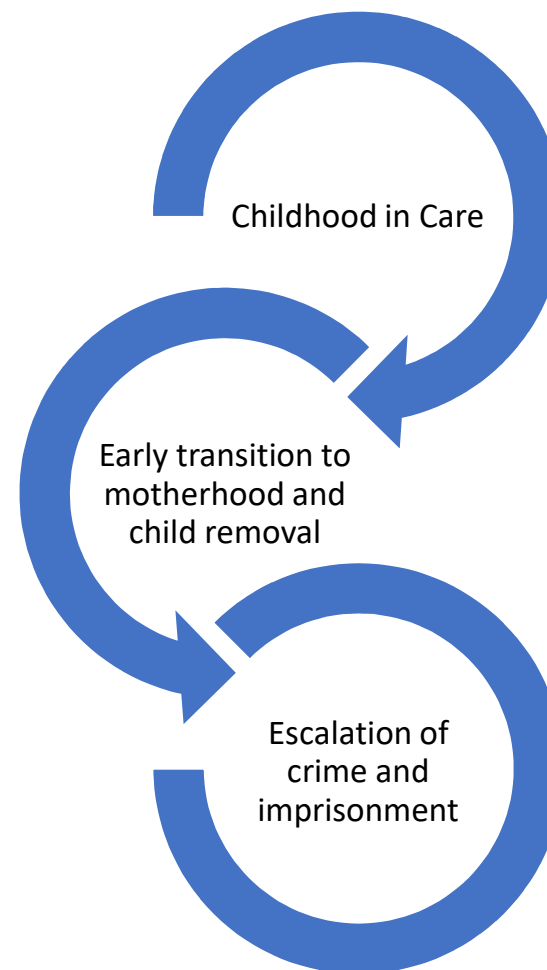 Childhood in Care
Early transition to
motherhood and
child removal
Escalation of
crime and
imprisonment